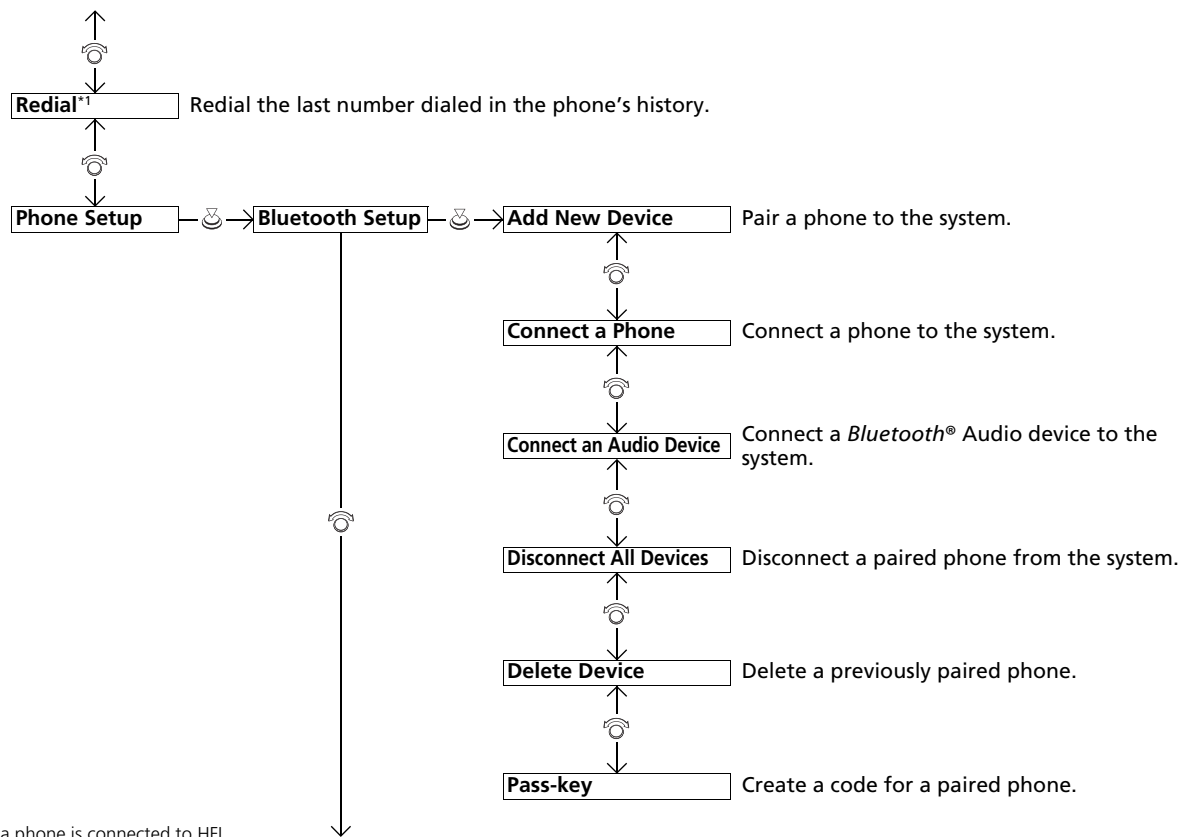 Redial*1 Redial the last number dialed in the phone's history.
Phone Setup Bluetooth Setup Add New Device Pair a phone to the system.
Connect a Phone Connect a phone to the system.
Connect an Audio Device Connect a Bluetooth® Audio device to the
system.
Disconnect All Devices Disconnect a paired phone from the system.
Delete Device Delete a previously paired phone.
Pass-key Create a code for a paired phone.
a phone is connected to HFL